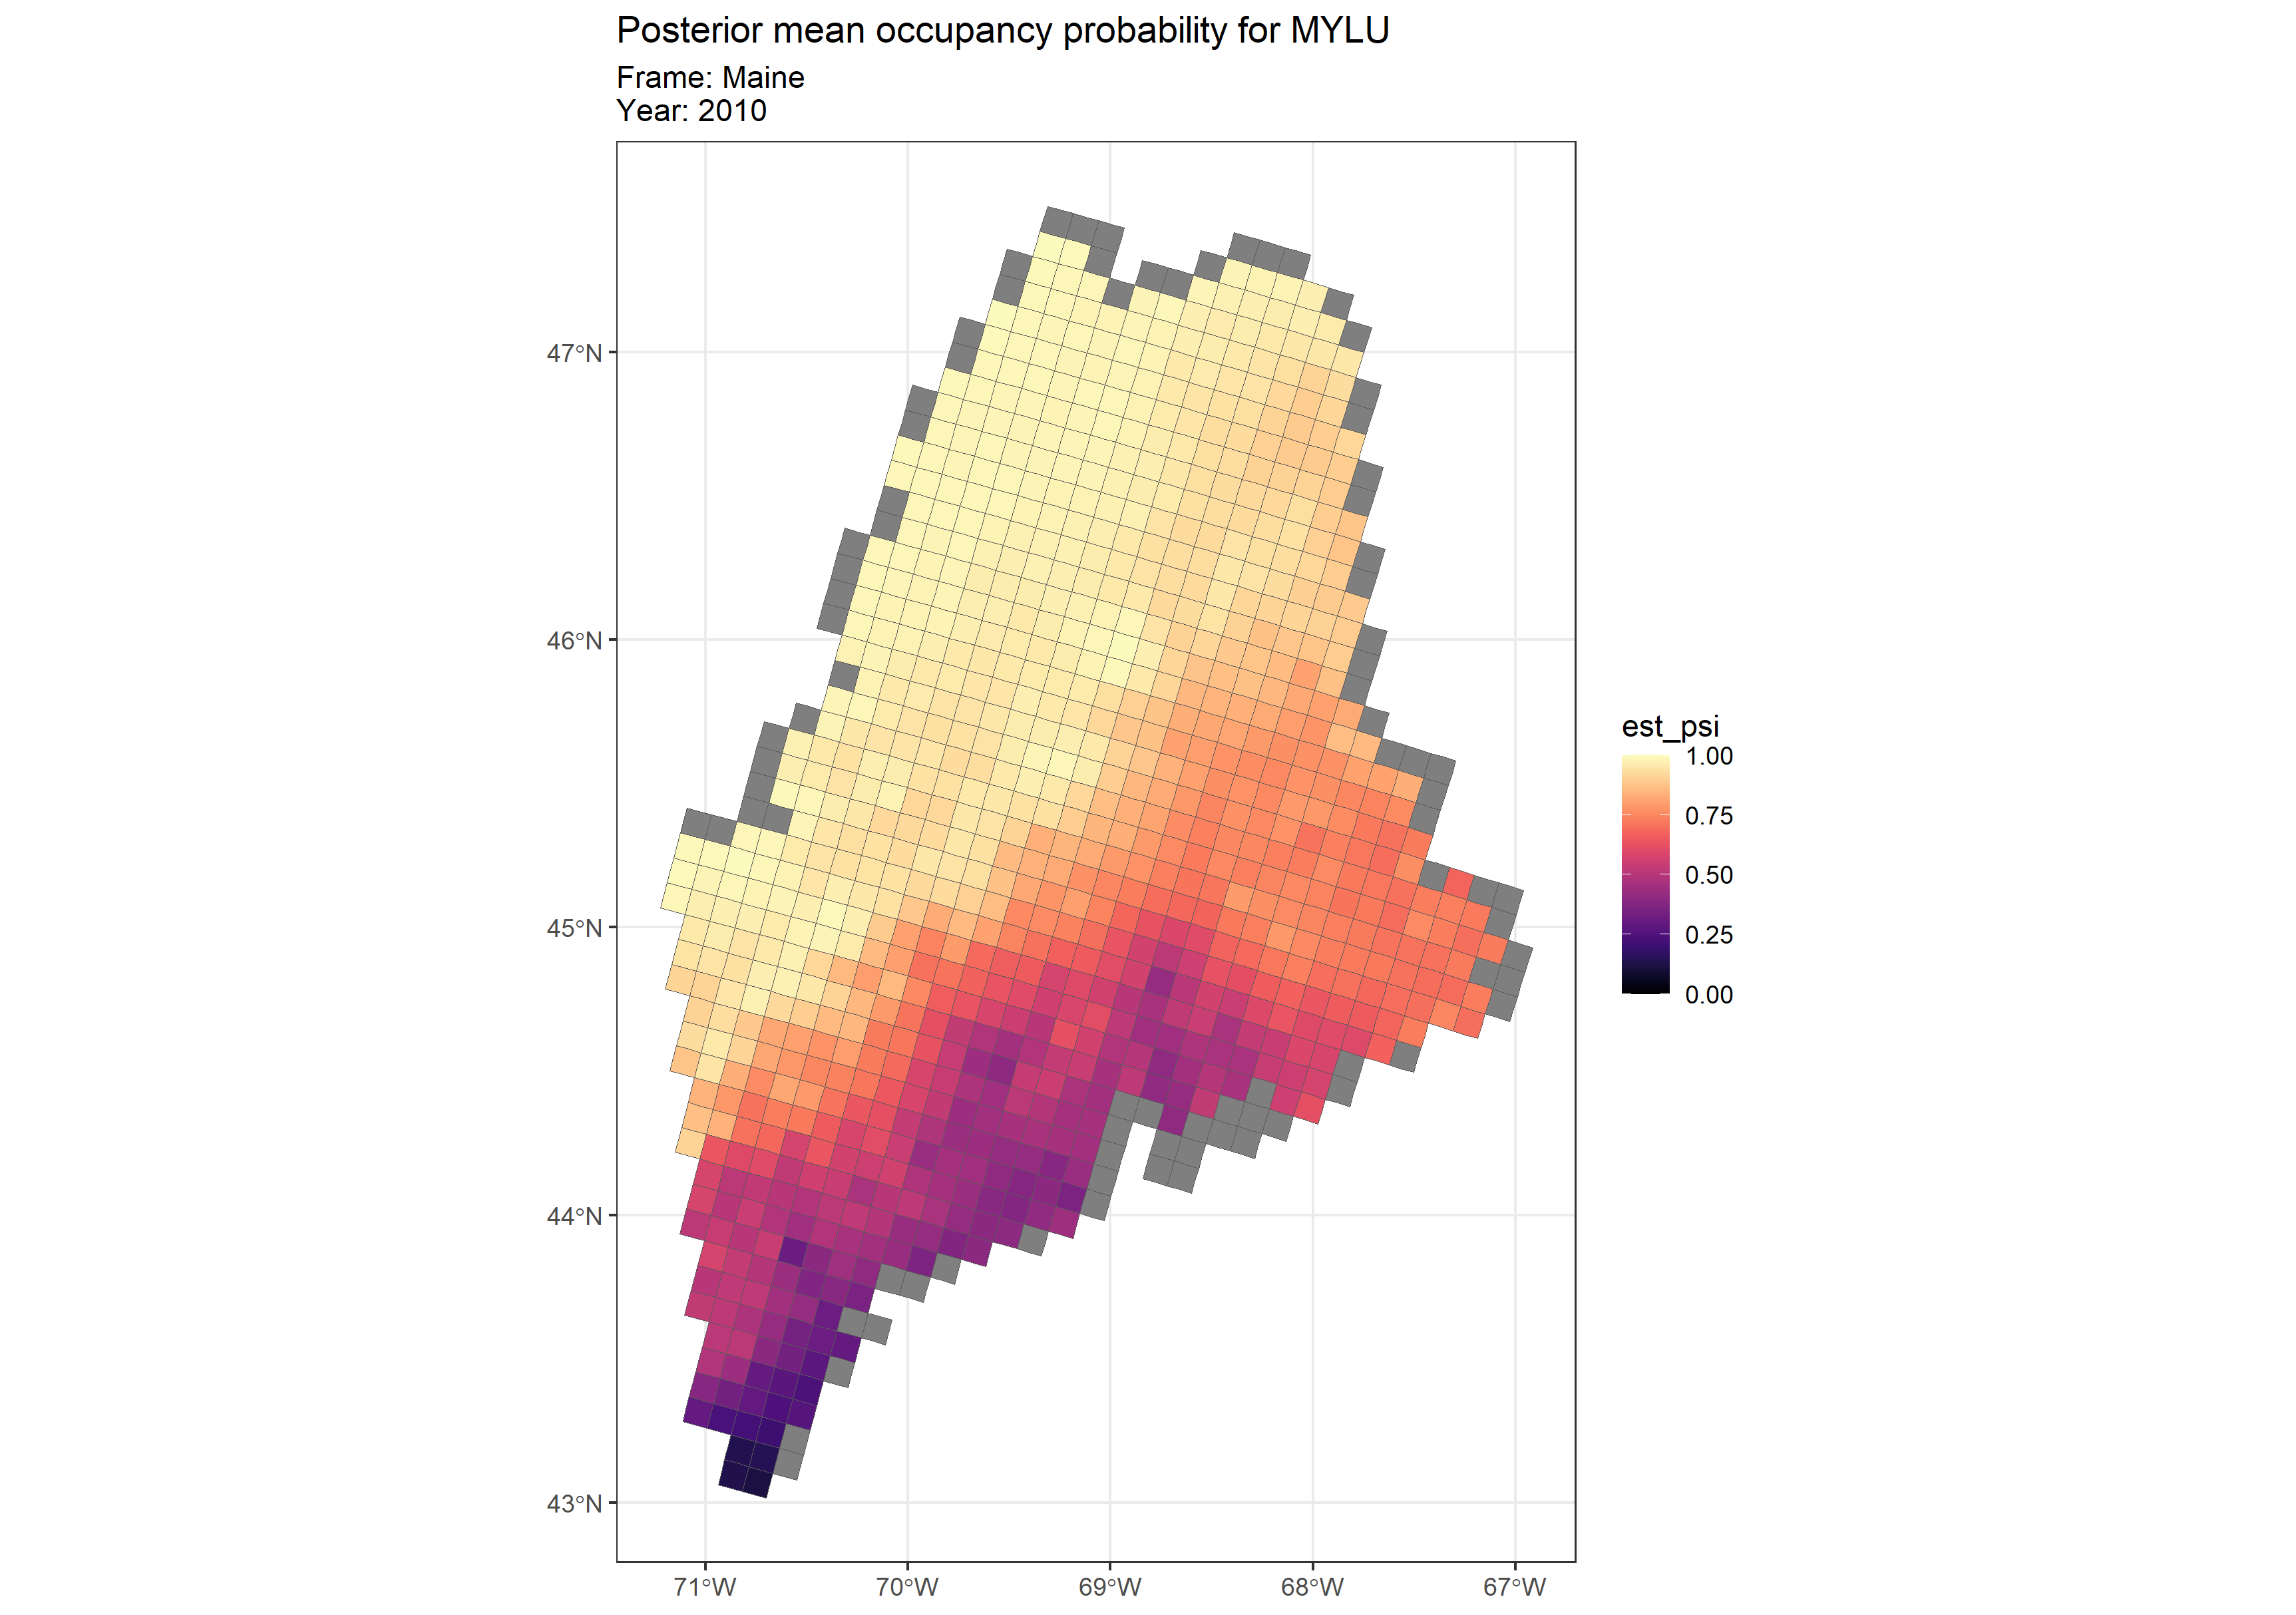 Posterior mean occupancy probability for MYLU
Frame: Maine
Year: 2010
47°N
46°N
45°N
44°N
43°N
71°W
70°W
69°W
68°W
67°W
est_psi
1.00
0.75
0.50
0.25
0.00